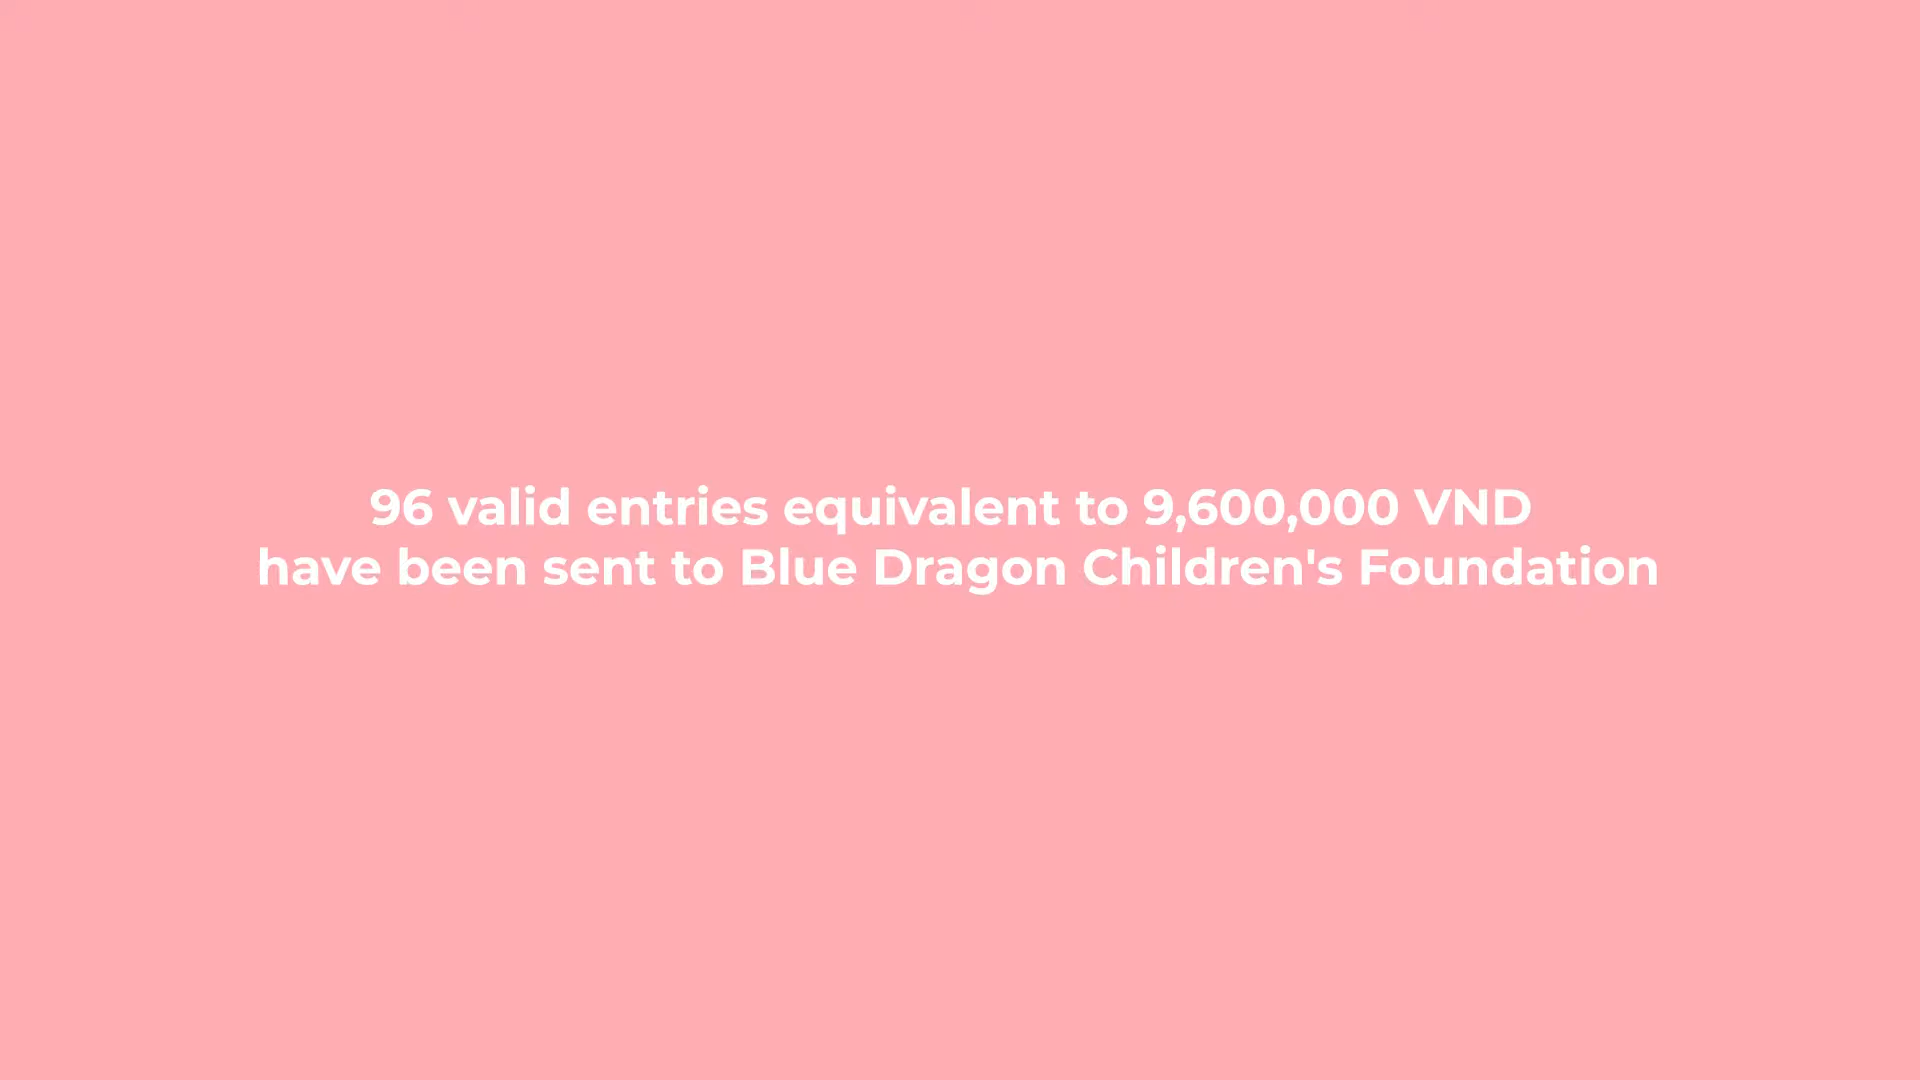 96 valid entries equivalent to 9,600,000 VND
have been sent to Blue Dragon Children's Foundation